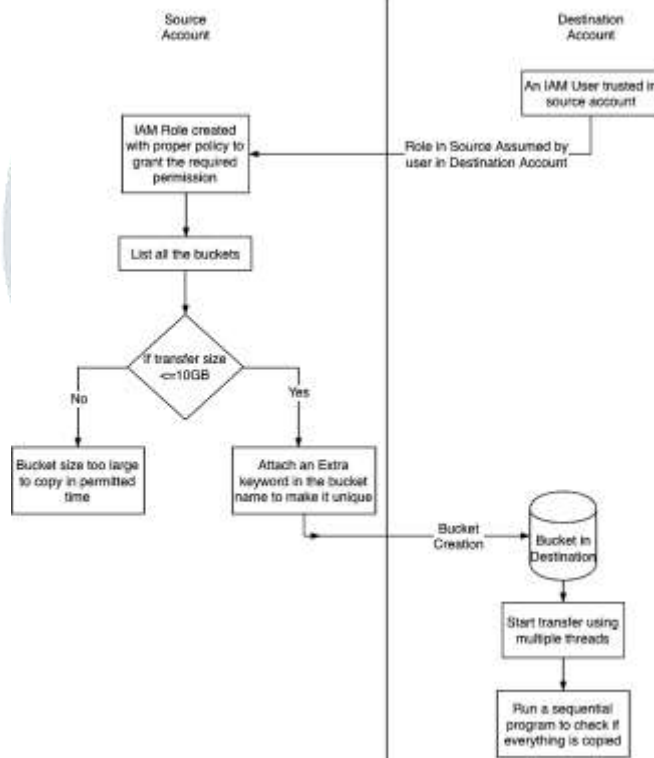 Source
Account
Destination
Account
An IAM User trusted in
source account
IAM Role created
with proper policy to
grant the required
permission
Role in Source Assumed by
user in Destination Account
List all the buckets
If transfer size
<=10GB
No
Yes
Bucket size too large
to copy in permitted
time
Attach an Extra
keyword in the bucket
name to make it unique
Bucket
Creation
Bucket in
Destination
Start transfer using
multiple threads
Run a sequential
program to check if
everything is copied